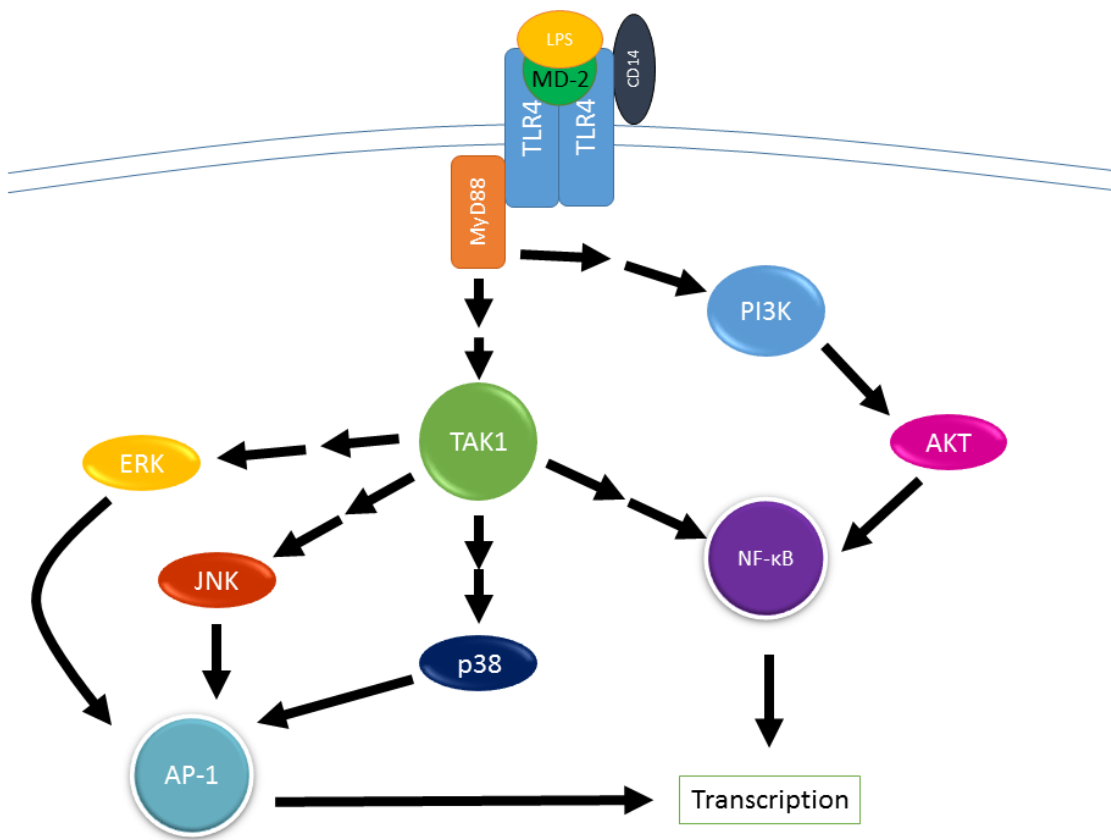 LPS
MD-2
CD14
TLR4
TLR4
MyD88
PI3K
TAK1
AKT
ERK
NF-κB
JNK
p38
AP-1
Transcription